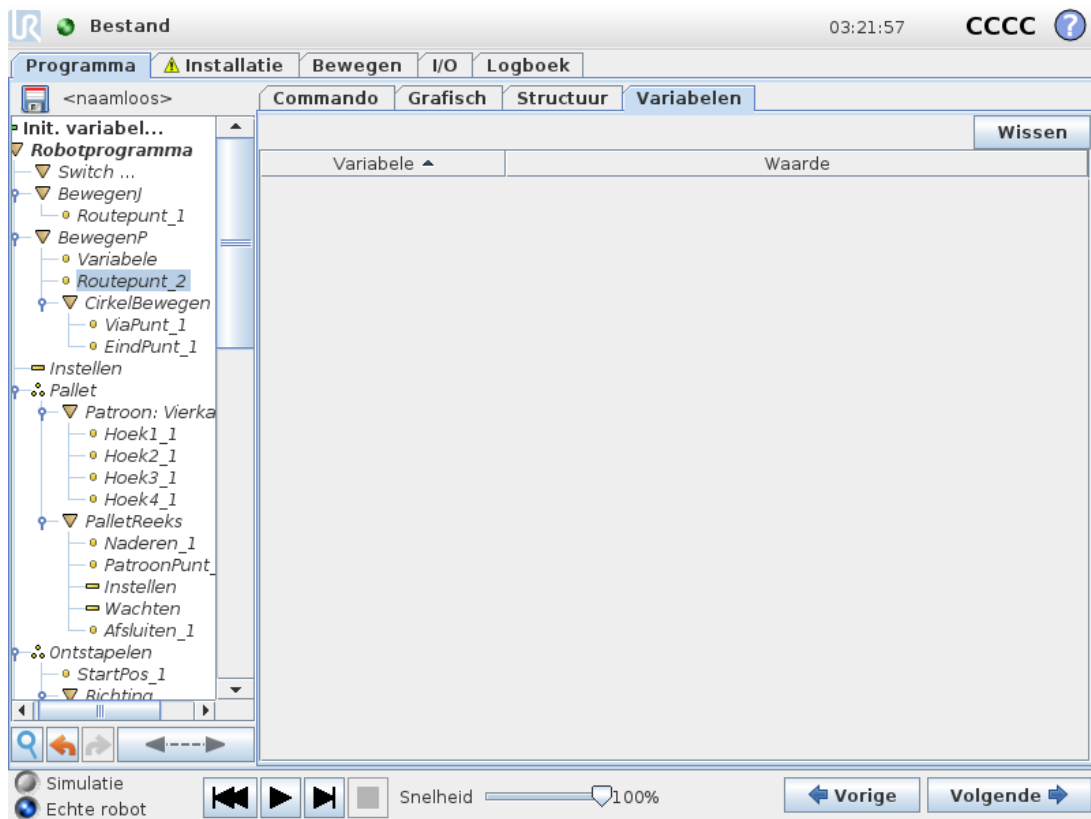 UR Bestand 03:21:57 CCCC ?
Programma Installatie Bewegen I/O Logboek
<naamloos>
Commando Grafisch Structuur Variabelen
Wissen
Variabele Waarde
Init. variabel...
Robotprogramma
Switch ...
BewegenJ
Routepunt_1
BewegenP
Variabele
Routepunt_2
CirkelBewegen
ViaPunt_1
EindPunt_1
Instellen
Pallet
Patroon: Vierka
Hoek1_1
Hoek2_1
Hoek3_1
Hoek4_1
PalletReeks
Naderen_1
PatroonPunt_
Instellen
Wachten
Afsluiten_1
Ontstapelen
StartPos_1
Richting
Simulatie
Echte robot
Snelheid 100%
Vorige Volgende